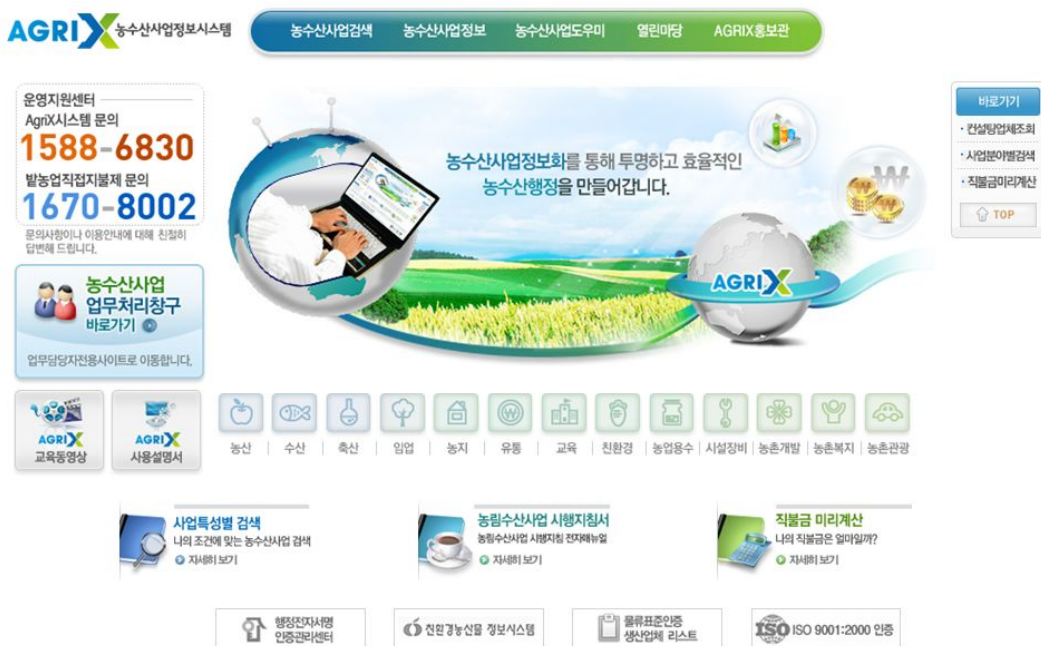 AGRIX 농수산사업정보시스템
농수산사업검색 농수산사업정보 농수산사업도우미 열린마당 AGRIX홍보관
운영지원센터
AgriX시스템 문의
1588-6830
밭농업직접지불제 문의
1670-8002
문의사항이나 이용안내에 대해 친절히
답변해 드립니다.
농수산사업
업무처리창구
바로가기
업무담당자전용사이트로 이동합니다.
AGRIX
교육동영상
AGRIX
사용설명서
농수산사업정보화를 통해 투명하고 효율적인
농수산행정을 만들어갑니다.
₩
AGRIX
바로가기
컨설팅업체조회
사업분야별검색
직불금미리계산
TOP
농산 | 수산 | 축산 | 임업 | 농지 | 유통 | 교육 | 친환경 | 농업용수 | 시설장비 | 농촌개발 | 농촌복지 | 농촌관광
사업특성별 검색
나의 조건에 맞는 농수산사업 검색
자세히 보기
농림수산사업 시행지침서
농림수산사업 시행지침 전자매뉴얼
자세히 보기
직불금 미리계산
나의 직불금은 얼마일까?
자세히 보기
행정전자서명
인증관리센터
친환경농산물 정보시스템
물류표준인증
생산업체 리스트
ISO ISO 9001:2000 인증